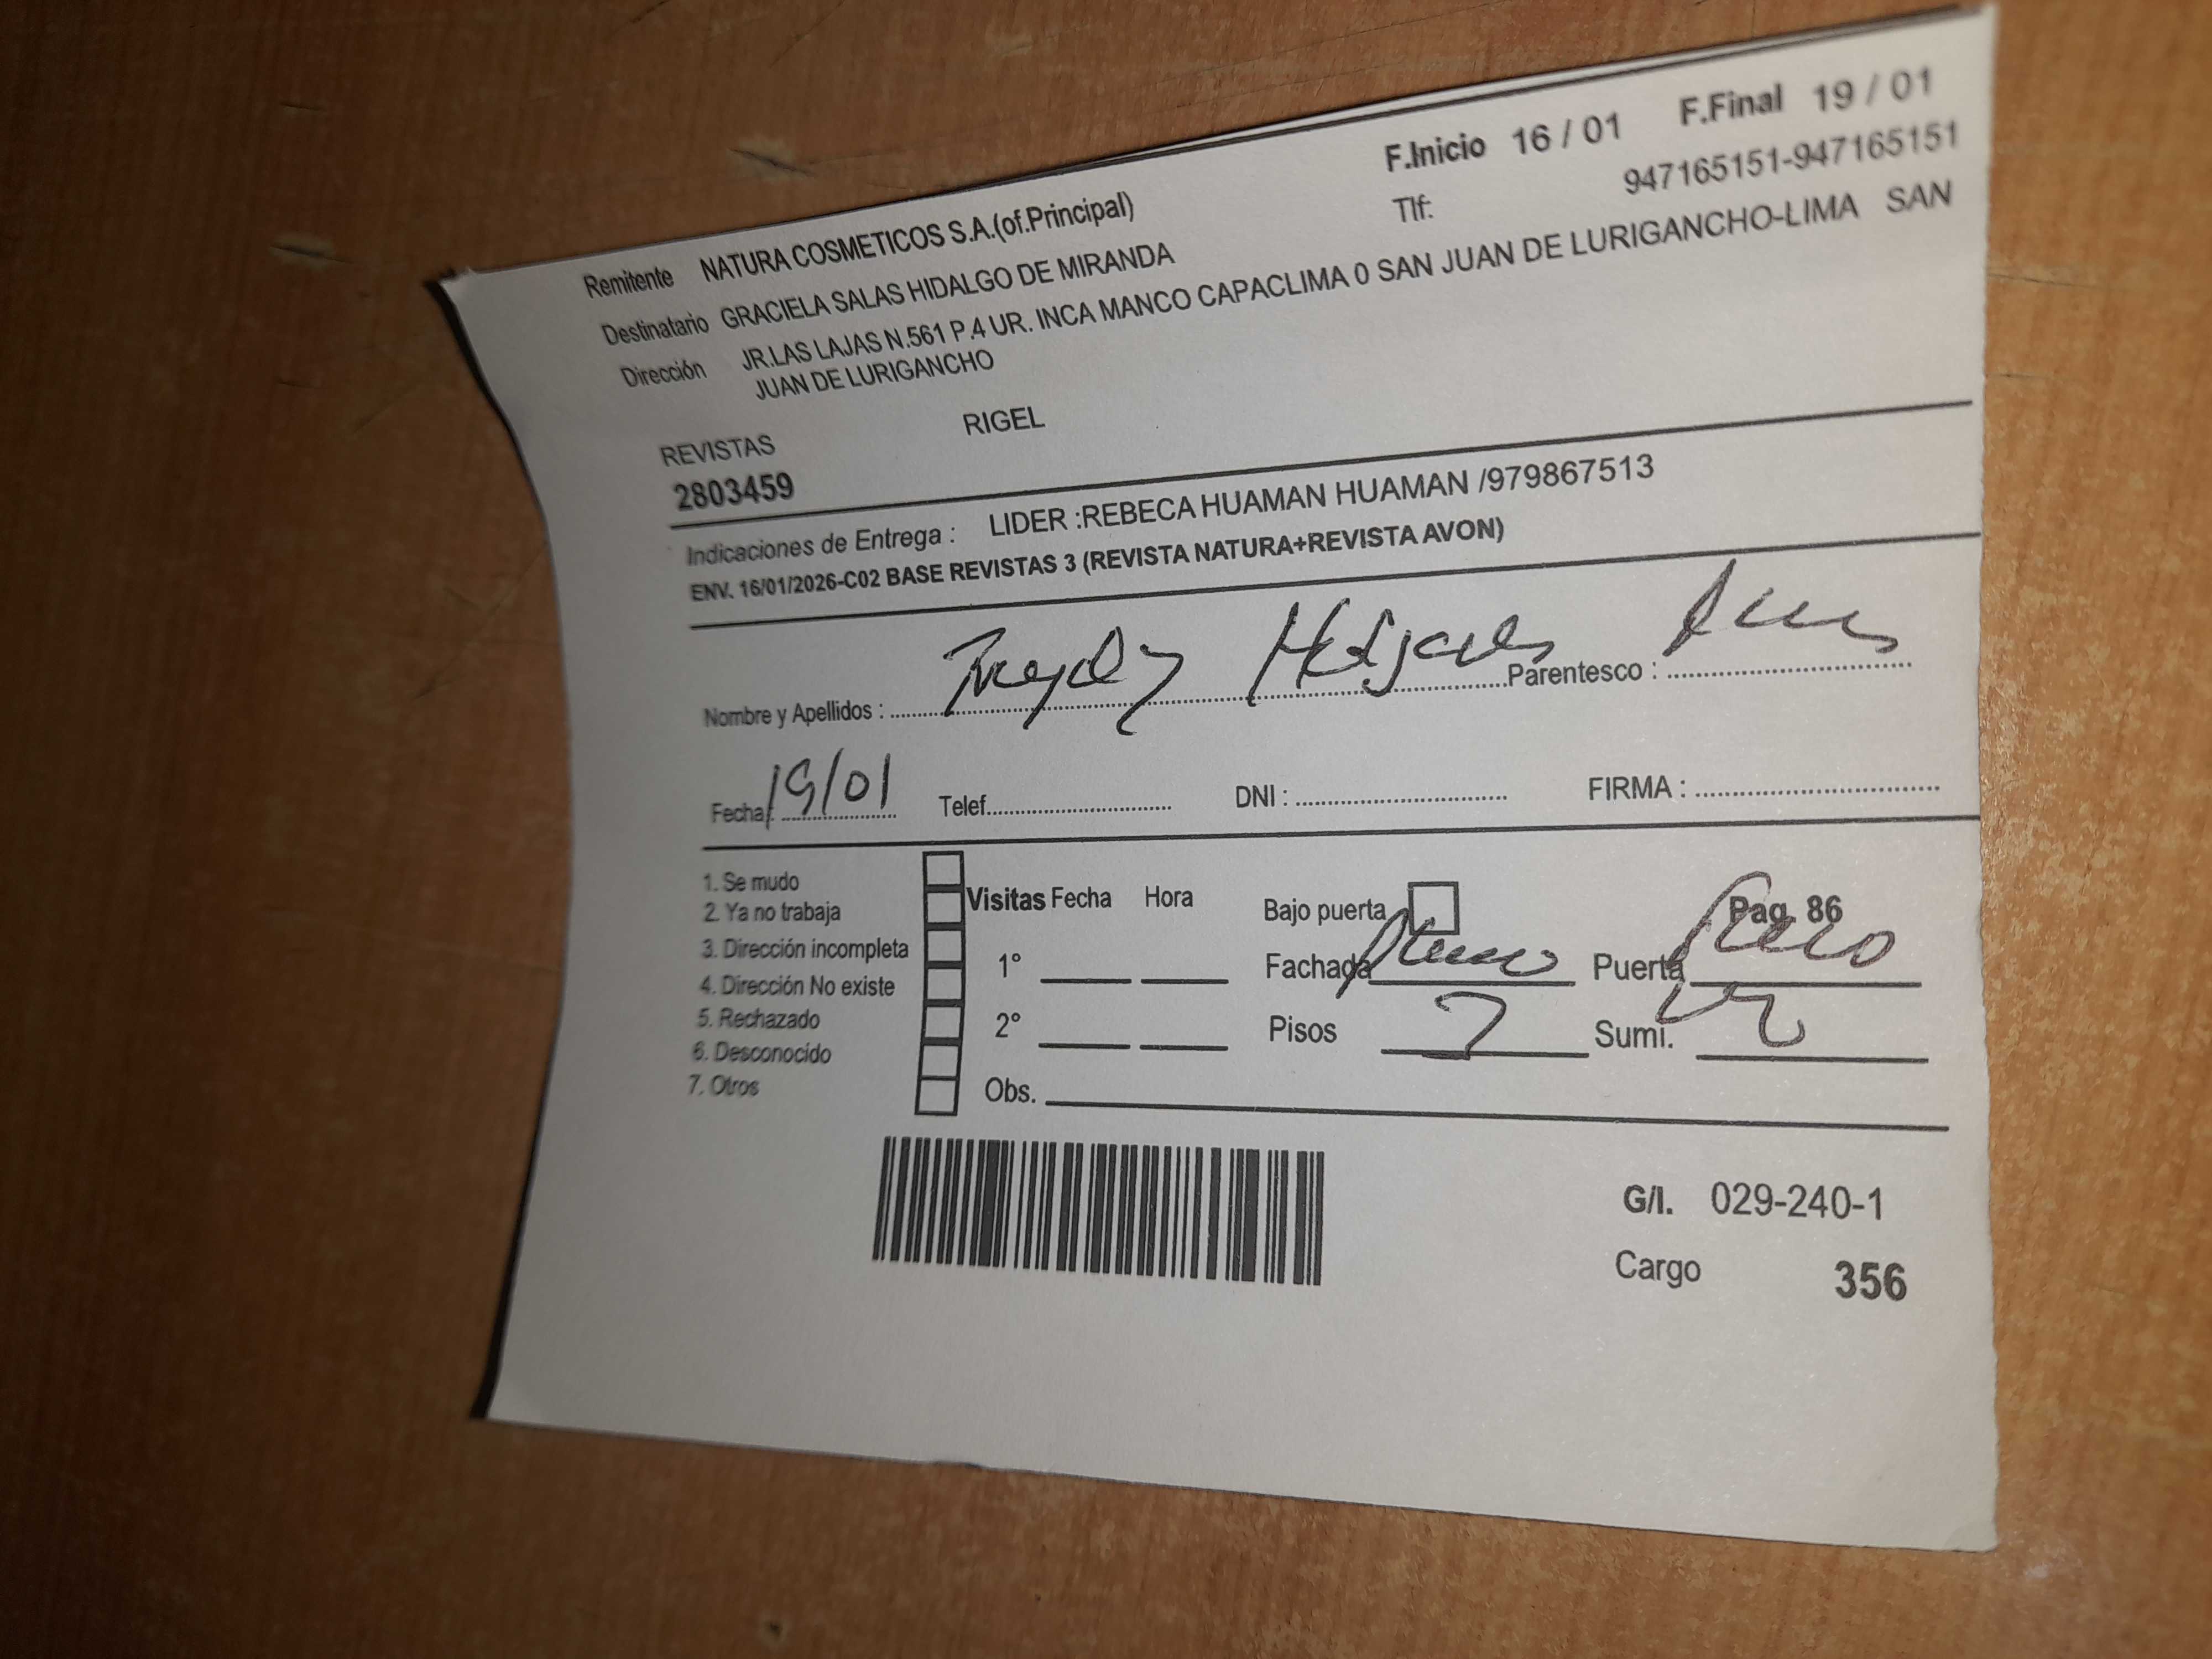 F.Inicio 16 / 01 F.Final 19 / 01
Remitente NATURA COSMETICOS S.A.(of.Principal) Tlf: 947165151-947165151
Destinatario GRACIELA SALAS HIDALGO DE MIRANDA
Dirección JR.LAS LAJAS N.561 P.4 UR. INCA MANCO CAPACLIMA 0 SAN JUAN DE LURIGANCHO-LIMA SAN
JUAN DE LURIGANCHO
REVISTAS RIGEL
2803459
Indicaciones de Entrega : LIDER :REBECA HUAMAN HUAMAN /979867513
ENV. 16/01/2026-C02 BASE REVISTAS 3 (REVISTA NATURA+REVISTA AVON)
Nombre y Apellidos : Parentesco :
Fecha: 19/01 Telef. DNI : FIRMA :
1. Se mudo
2. Ya no trabaja
3. Dirección incompleta
4. Dirección No existe
5. Rechazado
6. Desconocido
7. Otros
Visitas Fecha Hora
1°
2°
Obs.
Bajo puerta Pag. 86
Fachada Puerta
Pisos Sumi.
G/I. 029-240-1
Cargo 356